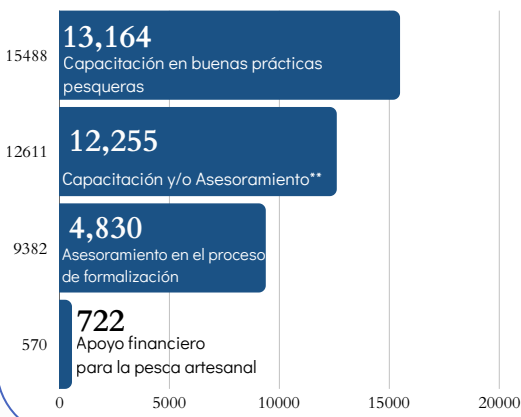 15488
13,164
Capacitación en buenas prácticas
pesqueras
12611
12,255
Capacitación y/o Asesoramiento**
9382
4,830
Asesoramiento en el proceso
de formalización
570
722
Apoyo financiero
para la pesca artesanal
0 5000 10000 15000 20000